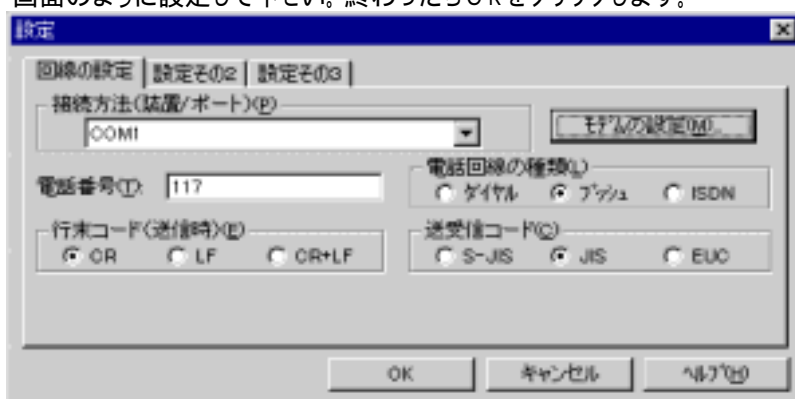 画面のように設定して下さい。終わったらＯＫをクリックします。
設定
回線の設定 設定その2 設定その3
接続方法(装置/ポート)(P)
COM1
モデムの設定(M)...
電話番号(T): 117
電話回線の種類(L)
ダイヤル プッシュ ISDN
行末コード(送信時)(E)
CR LF CR+LF
送受信コード(C)
S-JIS JIS EUC
OK キャンセル ヘルプ(H)